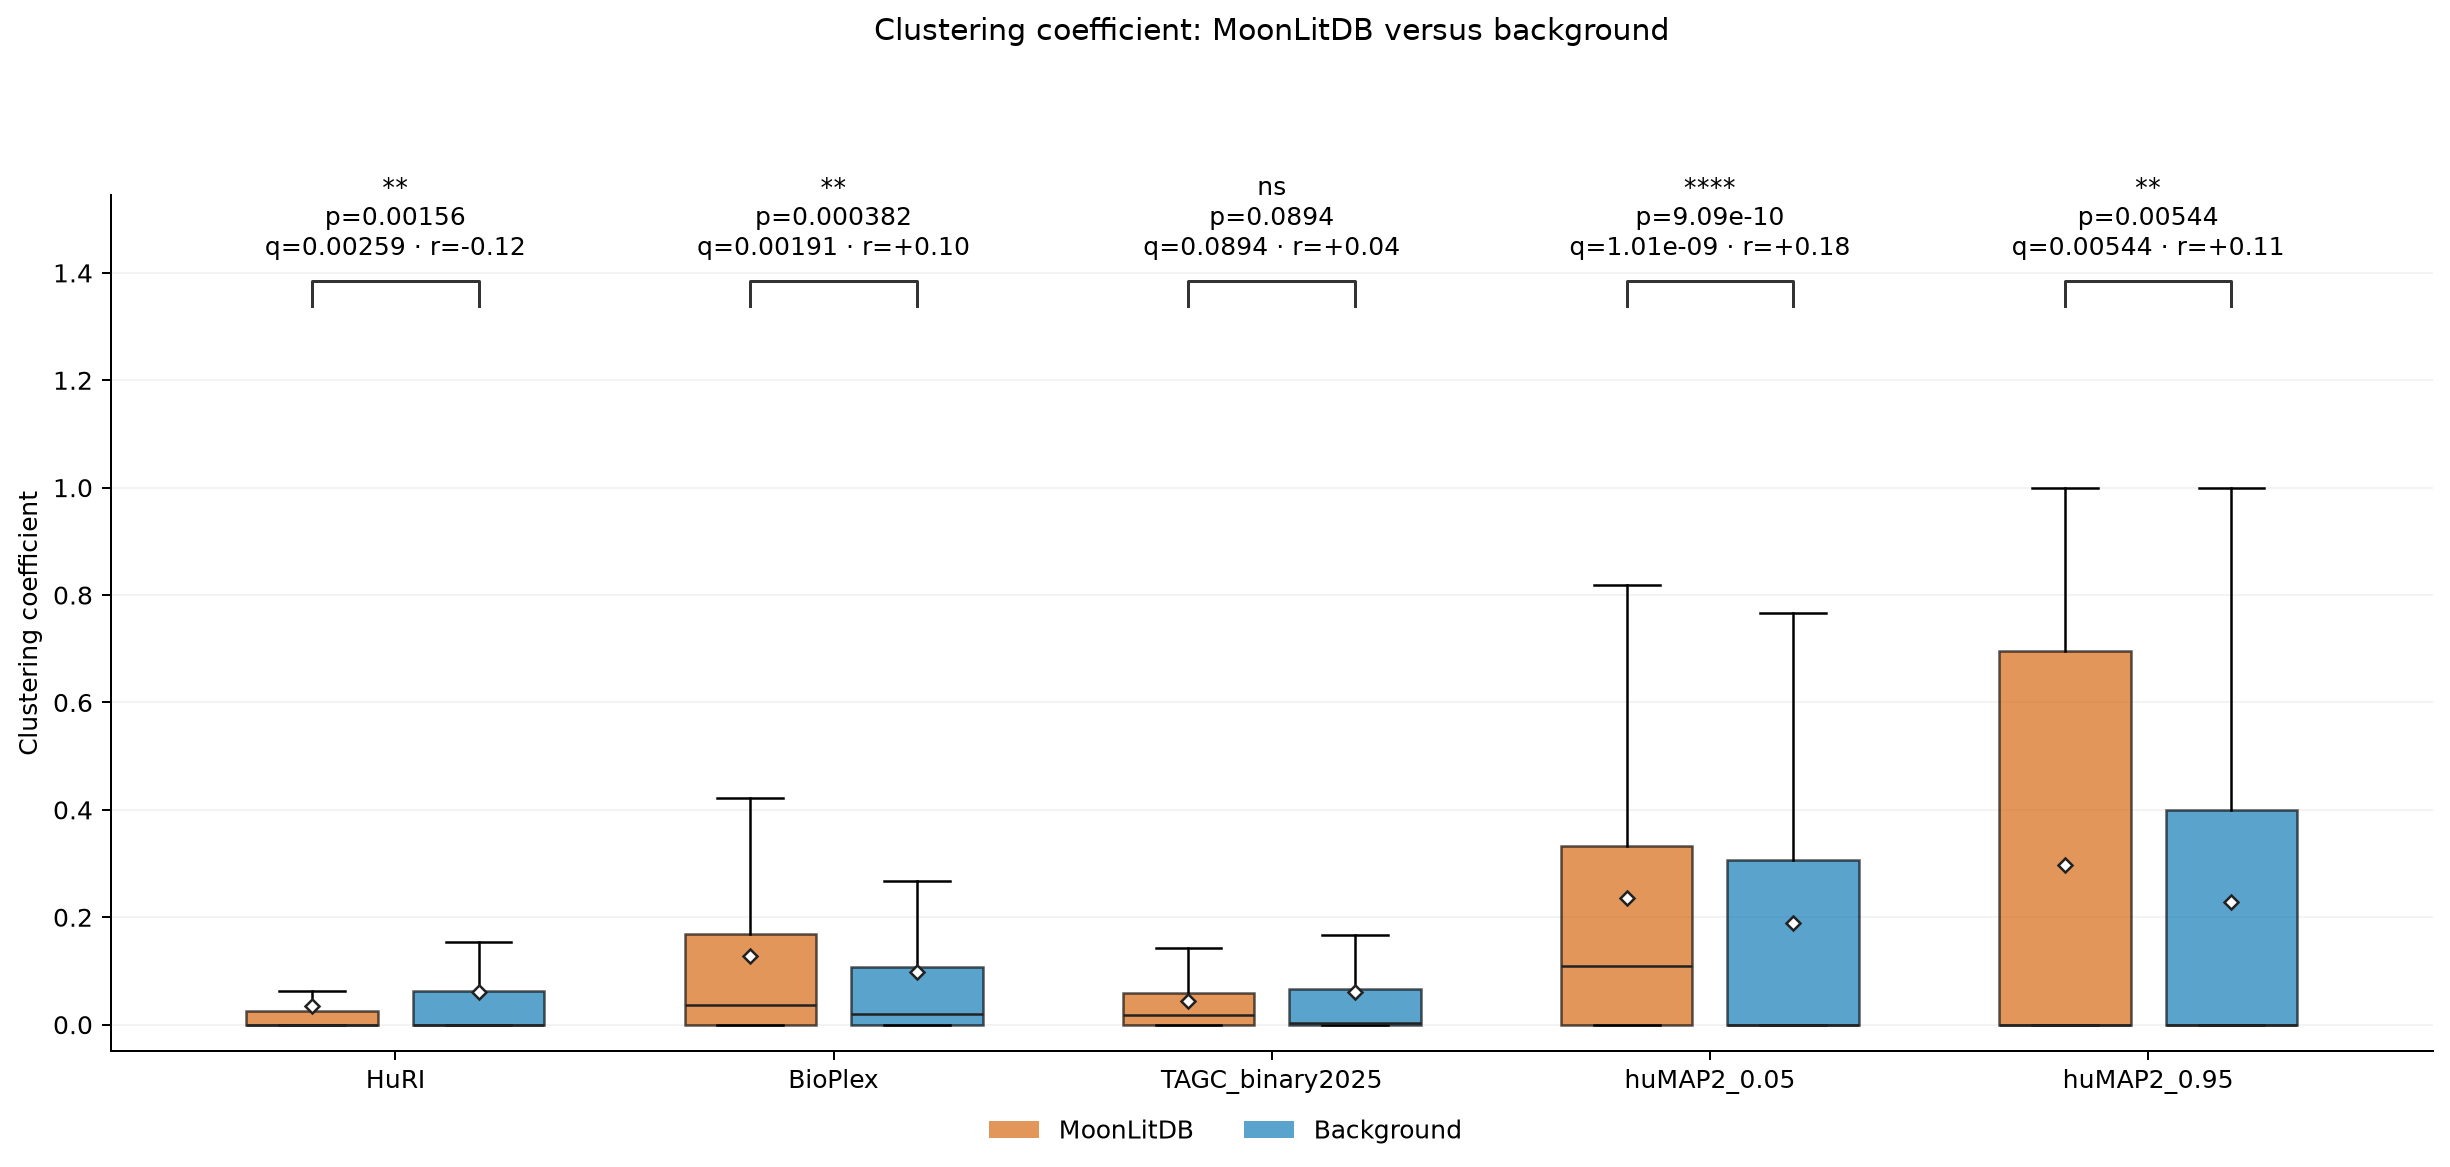 Clustering coefficient: MoonLitDB versus background
**
p=0.00156
q=0.00259 · r=-0.12
**
p=0.000382
q=0.00191 · r=+0.10
ns
p=0.0894
q=0.0894 · r=+0.04
****
p=9.09e-10
q=1.01e-09 · r=+0.18
**
p=0.00544
q=0.00544 · r=+0.11
Clustering coefficient
1.4
1.2
1.0
0.8
0.6
0.4
0.2
0.0
HuRI
BioPlex
TAGC_binary2025
huMAP2_0.05
huMAP2_0.95
MoonLitDB
Background